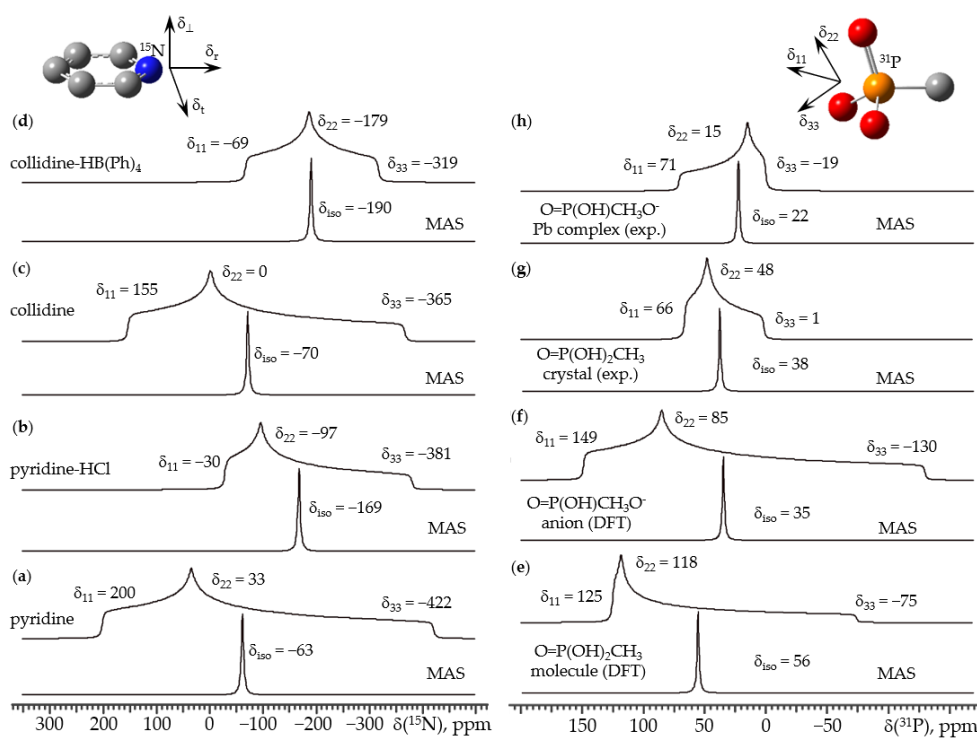 δ⊥
¹⁵N
δᵣ
δₜ
(d)
δ₂₂ = −179
δ₁₁ = −69
collidine-HB(Ph)₄
δ₃₃ = −319
δᵢₛₒ = −190
MAS
(c)
δ₂₂ = 0
δ₁₁ = 155
collidine
δ₃₃ = −365
δᵢₛₒ = −70
MAS
(b)
δ₂₂ = −97
pyridine-HCl
δ₁₁ = −30
δ₃₃ = −381
δᵢₛₒ = −169
MAS
(a)
δ₁₁ = 200
δ₂₂ = 33
δ₃₃ = −422
pyridine
δᵢₛₒ = −63
MAS
300 200 100 0 −100 −200 −300 δ(¹⁵N), ppm
δ₂₂
³¹P
δ₁₁
δ₃₃
(h)
δ₂₂ = 15
δ₁₁ = 71
δ₃₃ = −19
O=P(OH)CH₃O⁻
Pb complex (exp.)
δᵢₛₒ = 22
MAS
(g)
δ₂₂ = 48
δ₁₁ = 66
δ₃₃ = 1
O=P(OH)₂CH₃
crystal (exp.)
δᵢₛₒ = 38
MAS
(f)
δ₂₂ = 85
δ₁₁ = 149
δ₃₃ = −130
O=P(OH)CH₃O⁻
anion (DFT)
δᵢₛₒ = 35
MAS
(e)
δ₂₂ = 118
δ₁₁ = 125
δ₃₃ = −75
O=P(OH)₂CH₃
molecule (DFT)
δᵢₛₒ = 56
MAS
150 100 50 0 −50 δ(³¹P), ppm